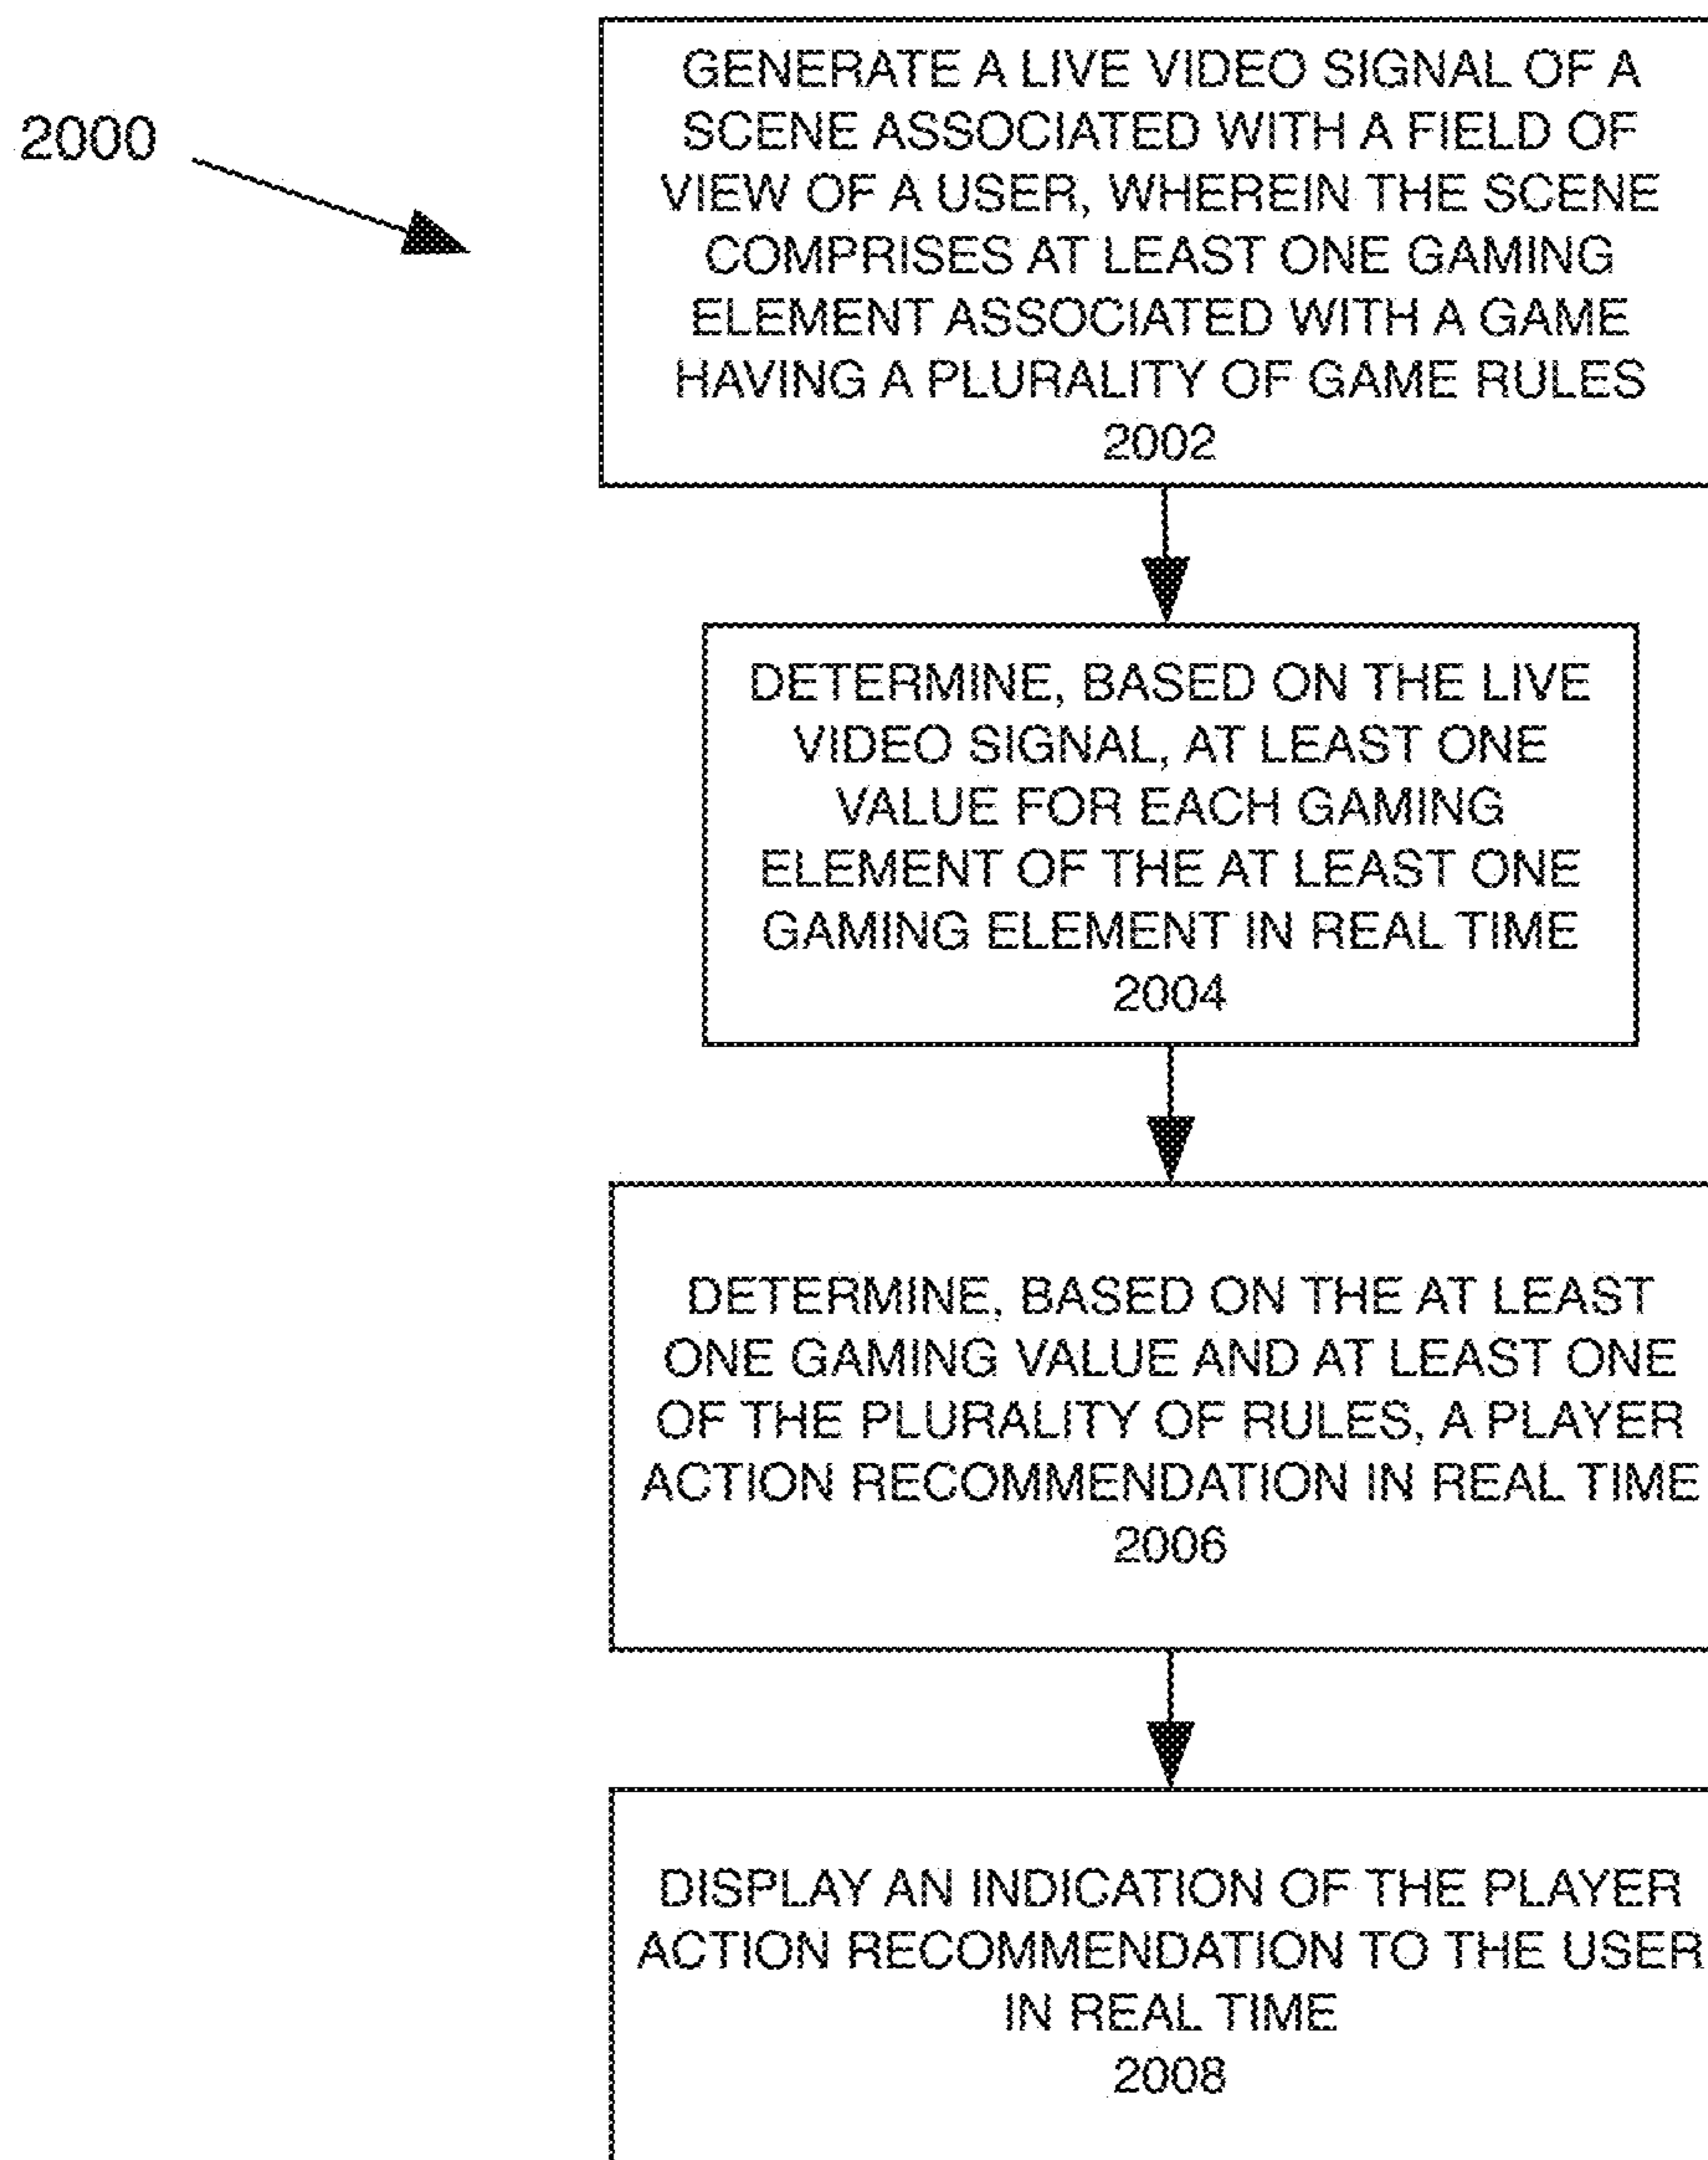 2000
GENERATE A LIVE VIDEO SIGNAL OF A
SCENE ASSOCIATED WITH A FIELD OF
VIEW OF A USER, WHEREIN THE SCENE
COMPRISES AT LEAST ONE GAMING
ELEMENT ASSOCIATED WITH A GAME
HAVING A PLURALITY OF GAME RULES
2002
DETERMINE, BASED ON THE LIVE
VIDEO SIGNAL, AT LEAST ONE
VALUE FOR EACH GAMING
ELEMENT OF THE AT LEAST ONE
GAMING ELEMENT IN REAL TIME
2004
DETERMINE, BASED ON THE AT LEAST
ONE GAMING VALUE AND AT LEAST ONE
OF THE PLURALITY OF RULES, A PLAYER
ACTION RECOMMENDATION IN REAL TIME
2006
DISPLAY AN INDICATION OF THE PLAYER
ACTION RECOMMENDATION TO THE USER
IN REAL TIME
2008